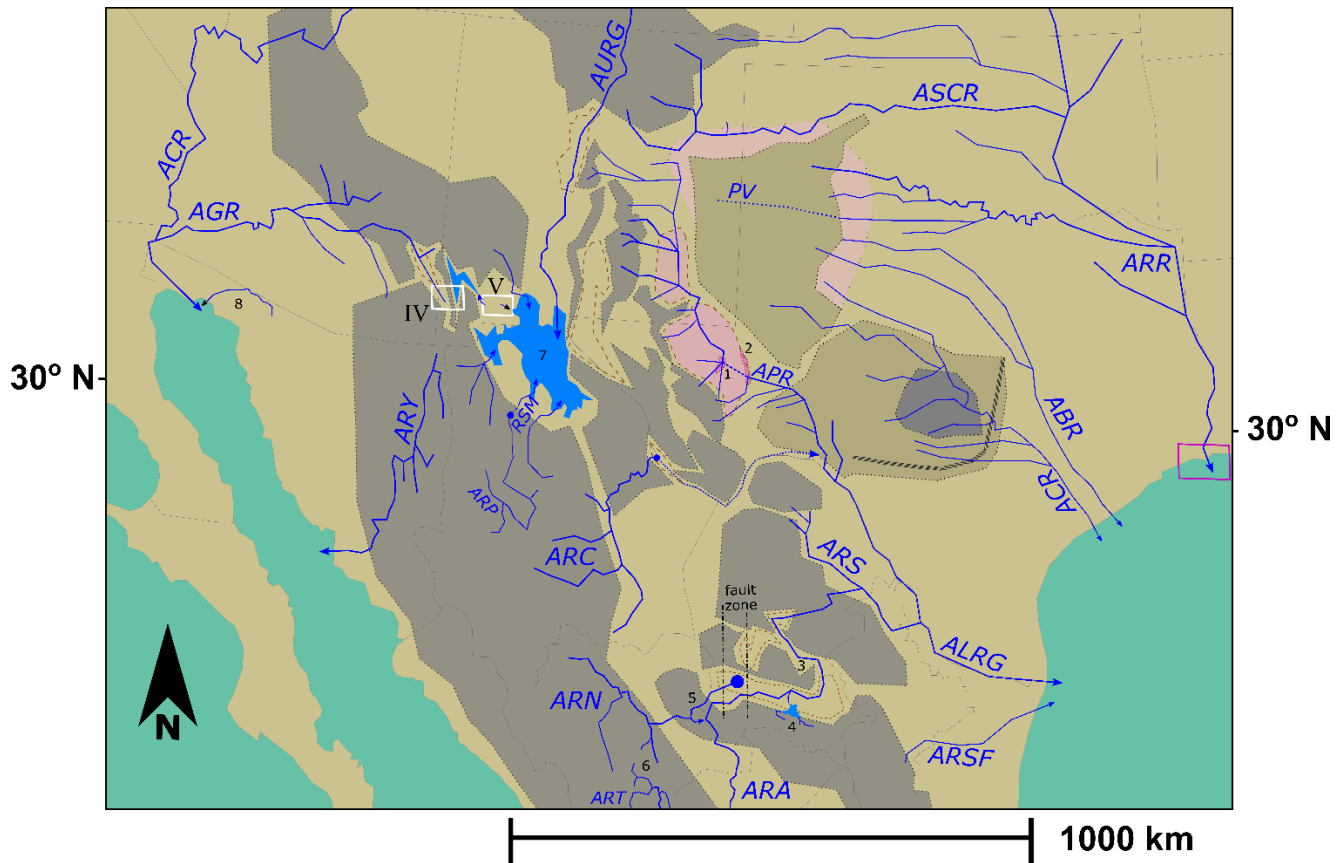 AURG
ASCR
ACR
AGR
PV
ARR
8
IV
V
7
2
1
APR
30° N
30° N
ARY
RSM
ABR
ACR
ARP
ARC
ARS
fault
zone
ALRG
3
5
4
ARN
ARSF
6
ART
ARA
N
1000 km